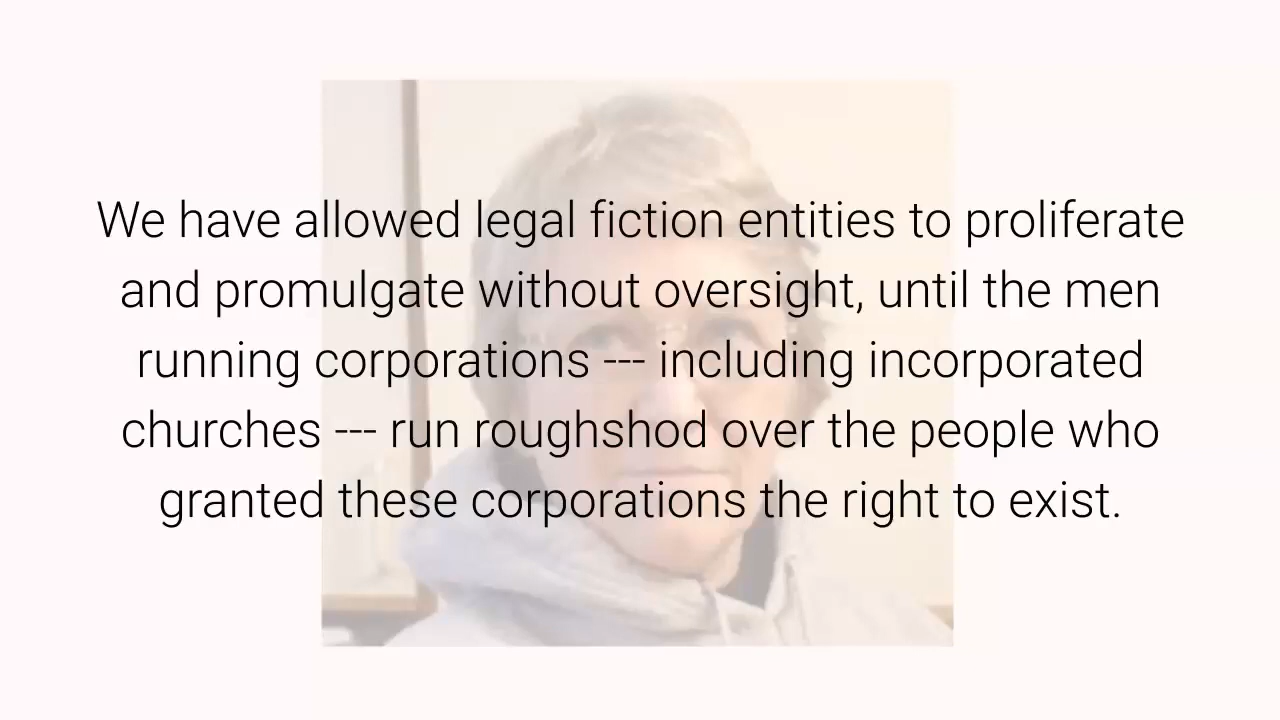 We have allowed legal fiction entities to proliferate
and promulgate without oversight, until the men
running corporations --- including incorporated
churches --- run roughshod over the people who
granted these corporations the right to exist.